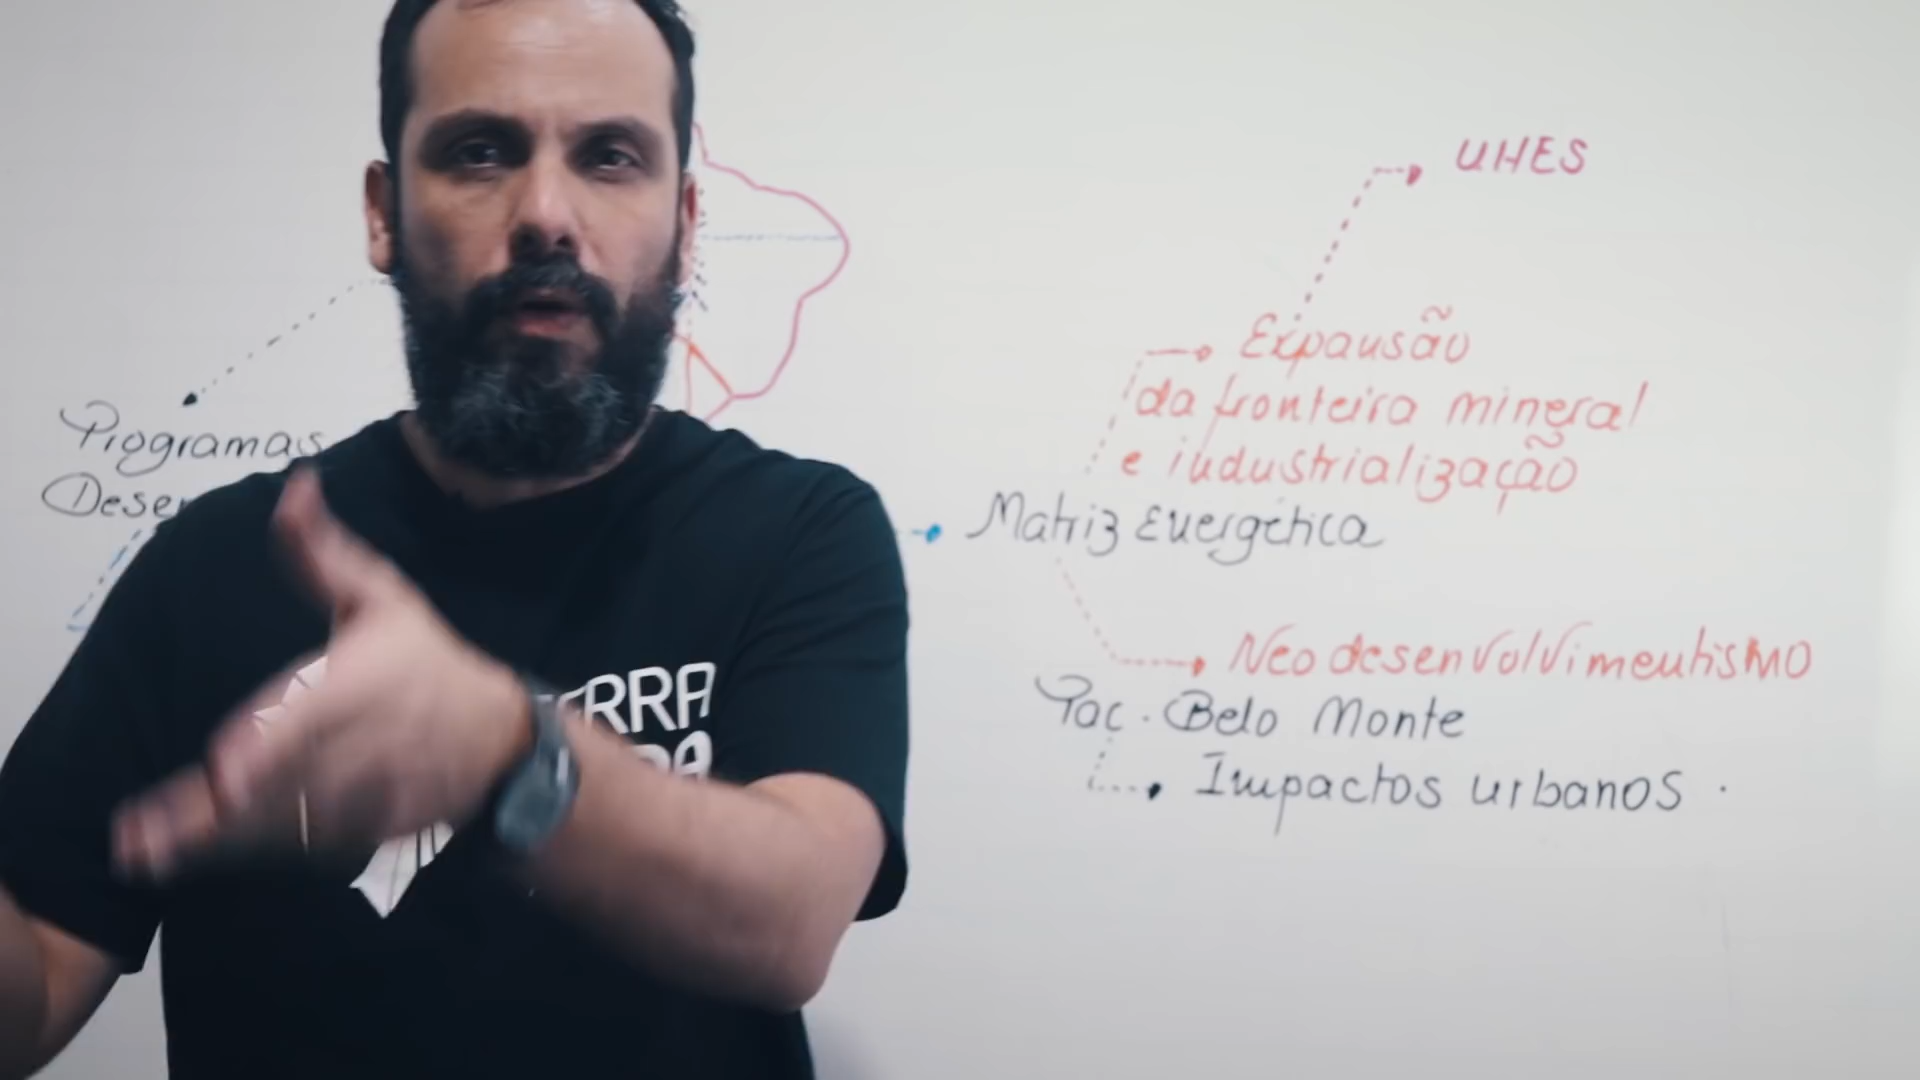 Programas
UHES
Expansão
da fronteira mineral
e industrialização
Matriz Energética
Neodesenvolvimentismo
Pac. Belo Monte
Impactos urbanos.